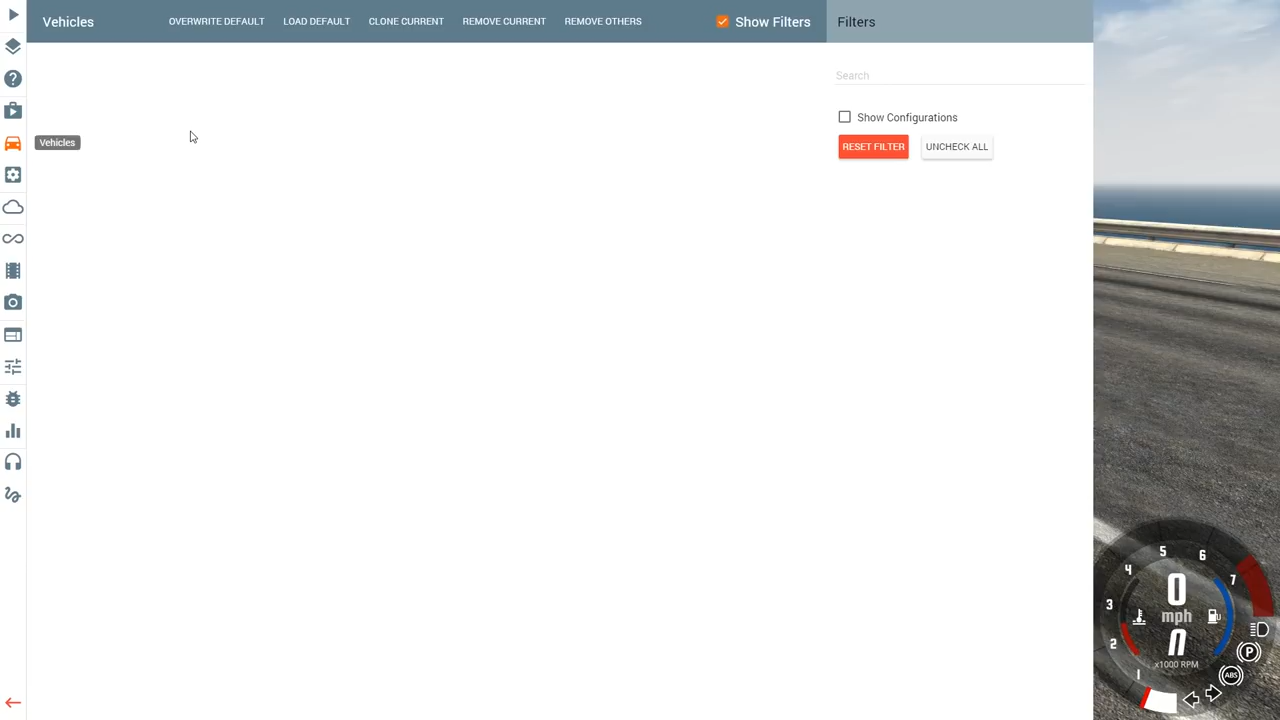 Vehicles
OVERWRITE DEFAULT
LOAD DEFAULT
CLONE CURRENT
REMOVE CURRENT
REMOVE OTHERS
Show Filters
Filters
Search
Show Configurations
RESET FILTER
UNCHECK ALL
Vehicles
1
2
3
4
5
6
7
0
mph
n
x1000 RPM
P
ABS